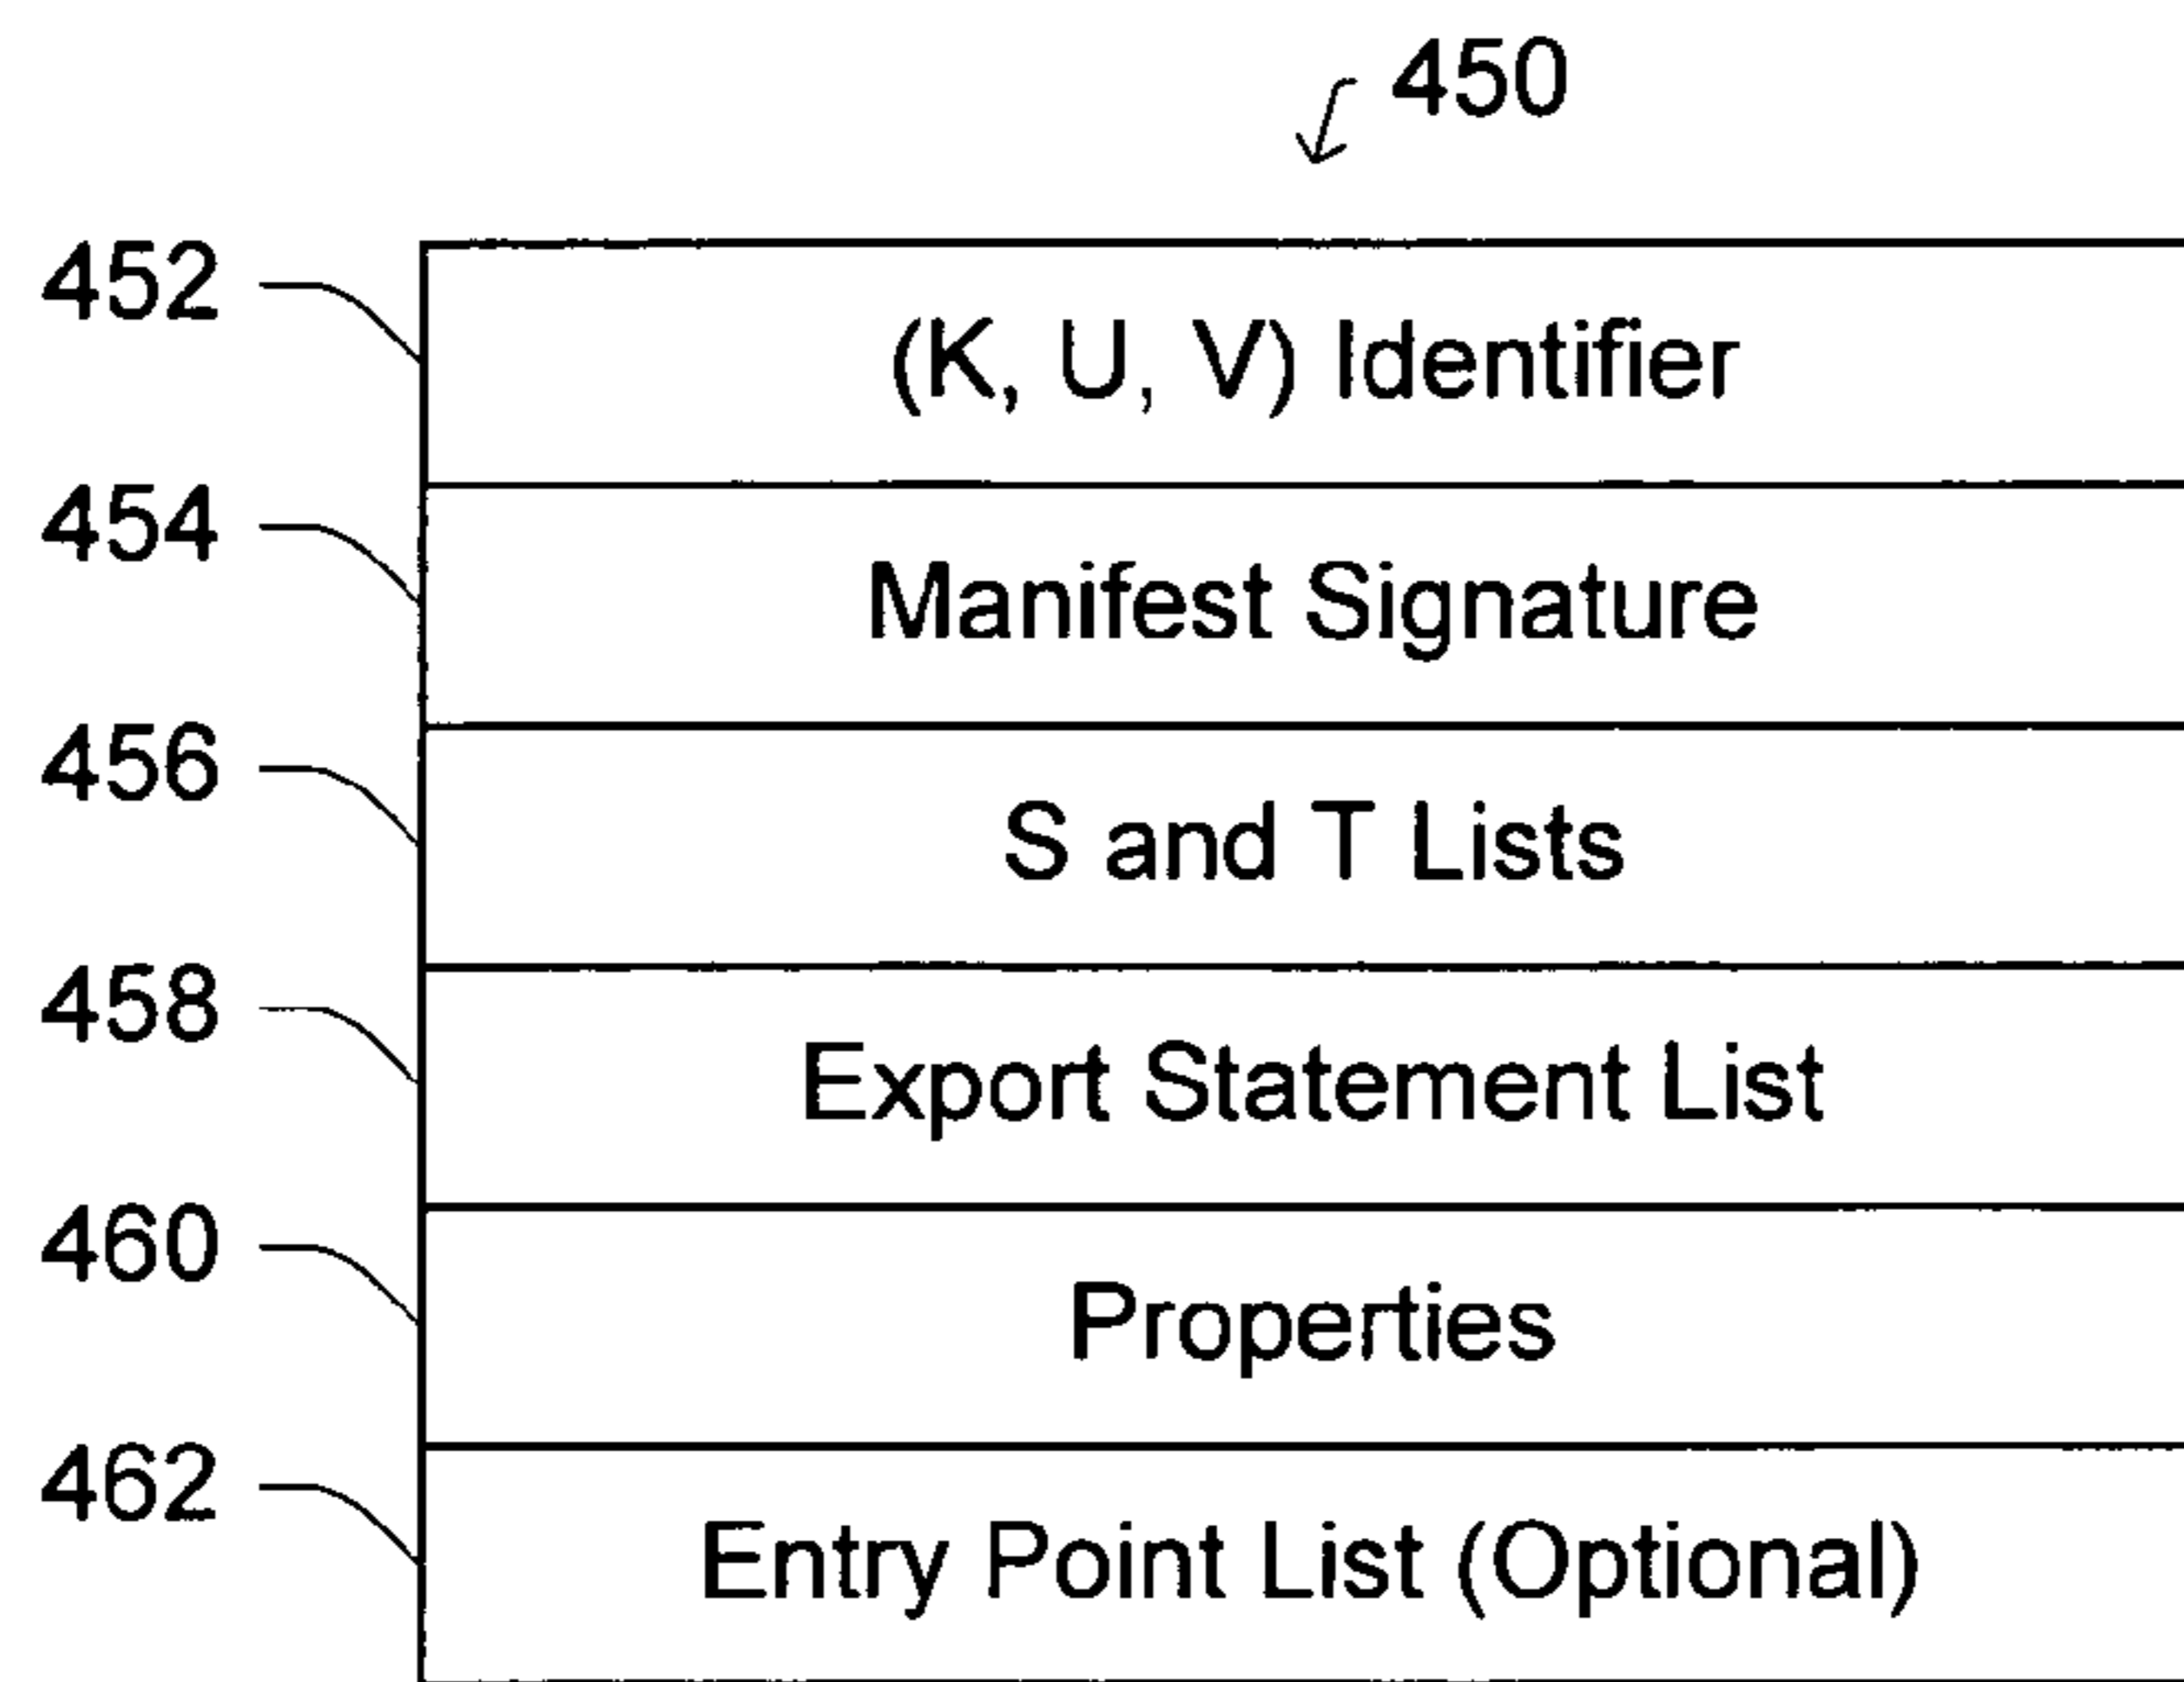 450
452
(K, U, V) Identifier
454
Manifest Signature
456
S and T Lists
458
Export Statement List
460
Properties
462
Entry Point List (Optional)